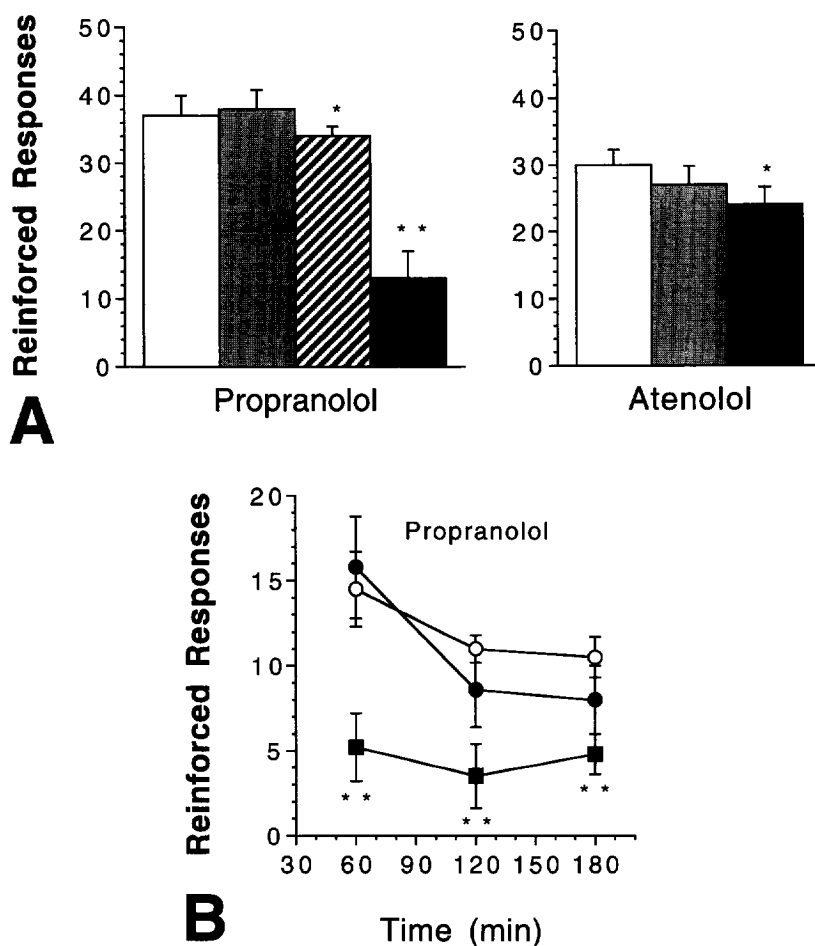 50
40
30
20
10
0
Reinforced Responses
*
* *
Propranolol
50
40
30
20
10
0
*
Atenolol
A
20
15
10
5
0
Reinforced Responses
Propranolol
* *
* *
* *
30 60 90 120 150 180
Time (min)
B